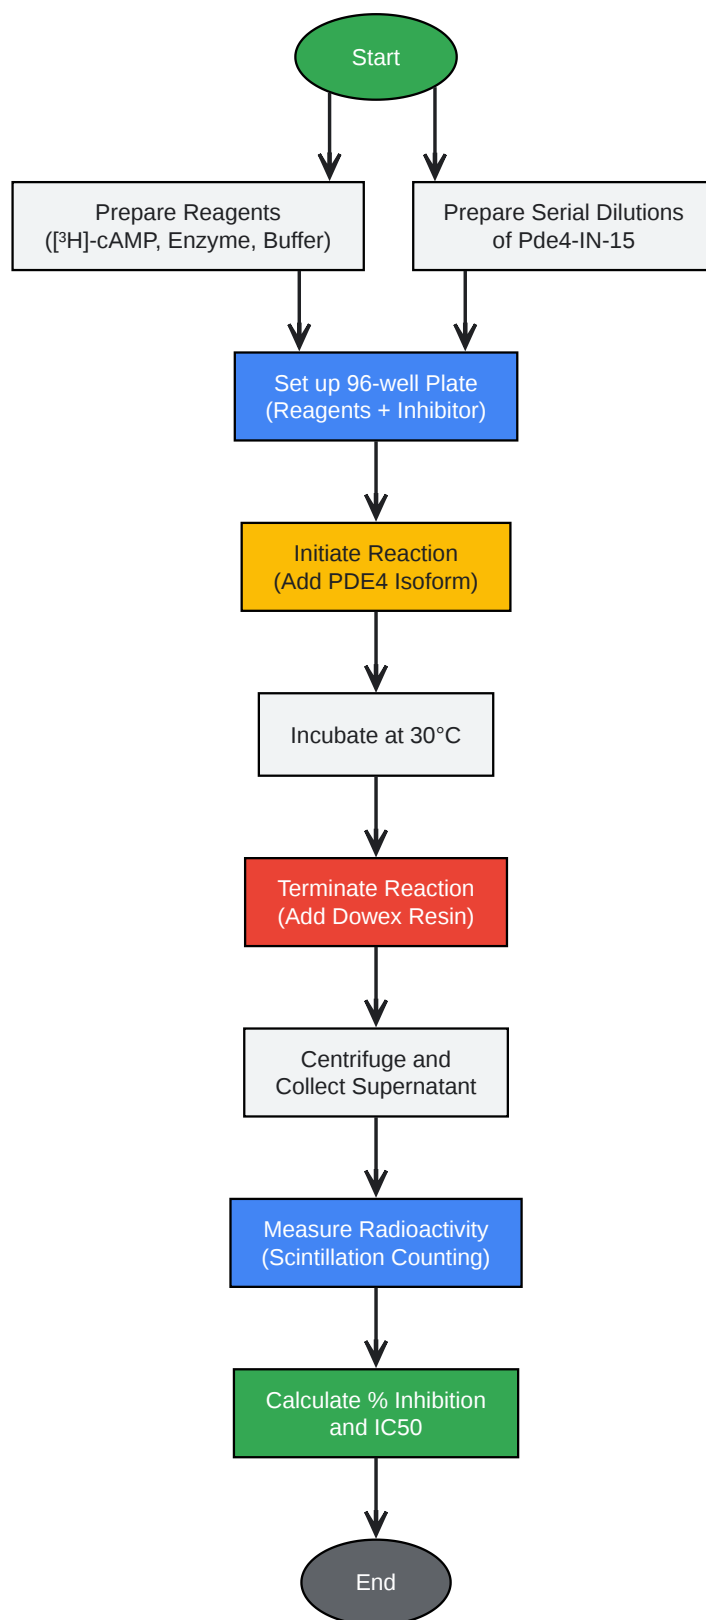 Start
Prepare Reagents
([³H]-cAMP, Enzyme, Buffer)
Prepare Serial Dilutions
of Pde4-IN-15
Set up 96-well Plate
(Reagents + Inhibitor)
Initiate Reaction
(Add PDE4 Isoform)
Incubate at 30°C
Terminate Reaction
(Add Dowex Resin)
Centrifuge and
Collect Supernatant
Measure Radioactivity
(Scintillation Counting)
Calculate % Inhibition
and IC50
End